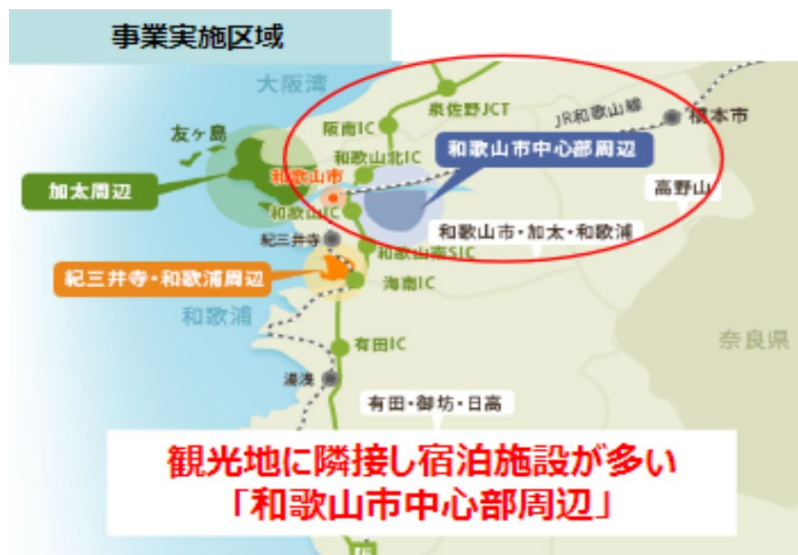 事業実施区域
大阪湾
泉佐野JCT
JR和歌山線
橋本市
友ヶ島
阪南IC
和歌山北IC
和歌山市中心部周辺
和歌山市
加太周辺
高野山
和歌山IC
和歌山市・加太・和歌浦
紀三井寺
和歌山南SIC
紀三井寺・和歌浦周辺
海南IC
和歌浦
有田IC
奈良県
湯浅
有田・御坊・日高
観光地に隣接し宿泊施設が多い
「和歌山市中心部周辺」